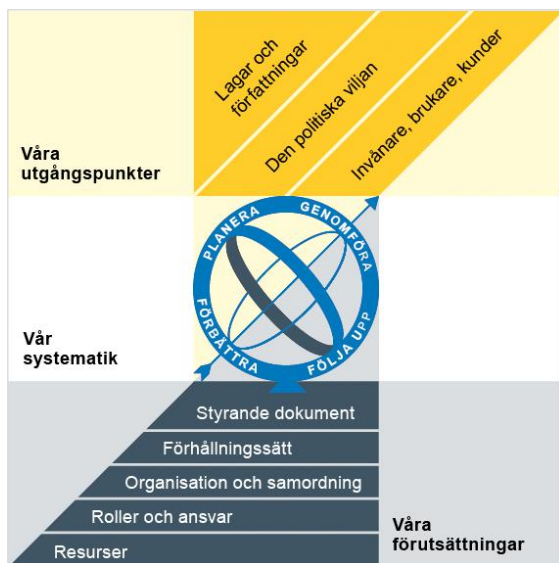 Lagar och
författningar
Den politiska viljan
Invånare, brukare, kunder
Våra
utgångspunkter
PLANERA
GENOMFÖRA
FÖRBÄTTRA
FÖLJA UPP
Vår
systematik
Styrande dokument
Förhållningssätt
Organisation och samordning
Roller och ansvar
Resurser
Våra
förutsättningar